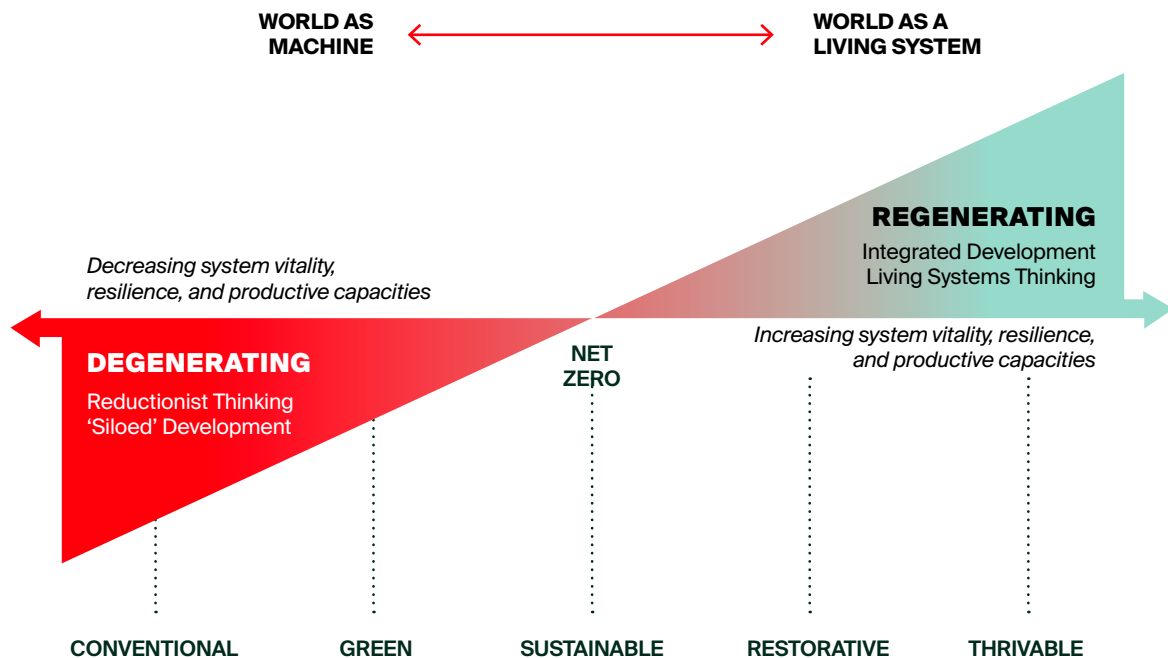 WORLD AS
MACHINE
WORLD AS A
LIVING SYSTEM
REGENERATING
Integrated Development
Living Systems Thinking
Decreasing system vitality,
resilience, and productive capacities
Increasing system vitality, resilience,
and productive capacities
NET
ZERO
DEGENERATING
Reductionist Thinking
‘Siloed’ Development
CONVENTIONAL
GREEN
SUSTAINABLE
RESTORATIVE
THRIVABLE